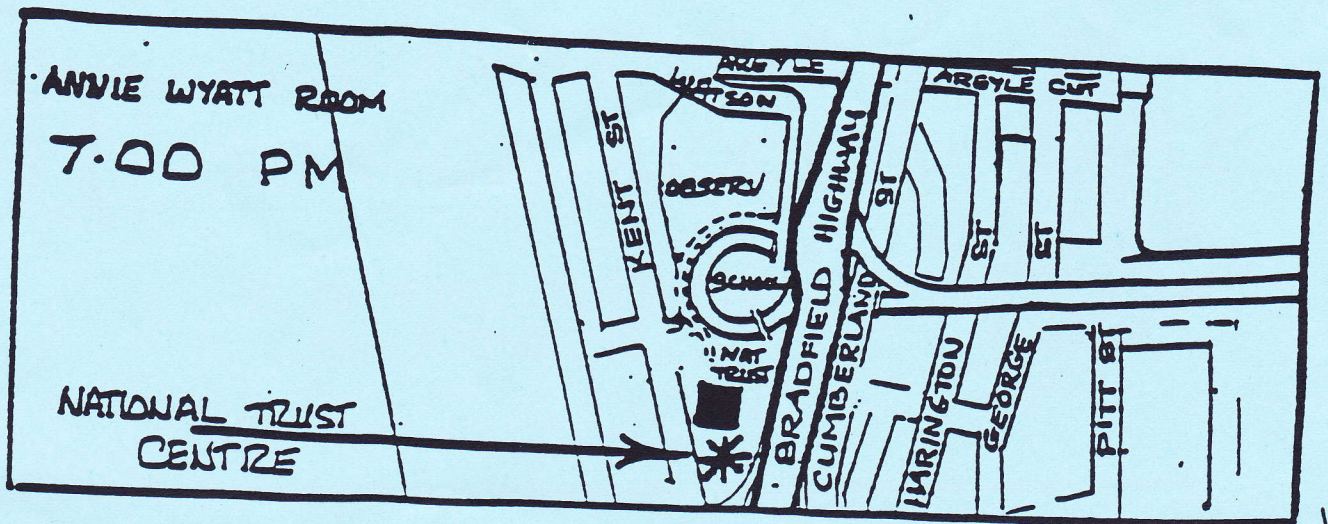 ANNIE WYATT ROOM
7.00 PM
NATIONAL TRUST
CENTRE
ARGYLE
WATSON
ARGYLE CUT
KENT ST
OBSERV
SCHOOL
NAT
TRUST
BRADFIELD HIGHWAY
CUMBERLAND ST
HARINGTON ST
GEORGE ST
PITT ST